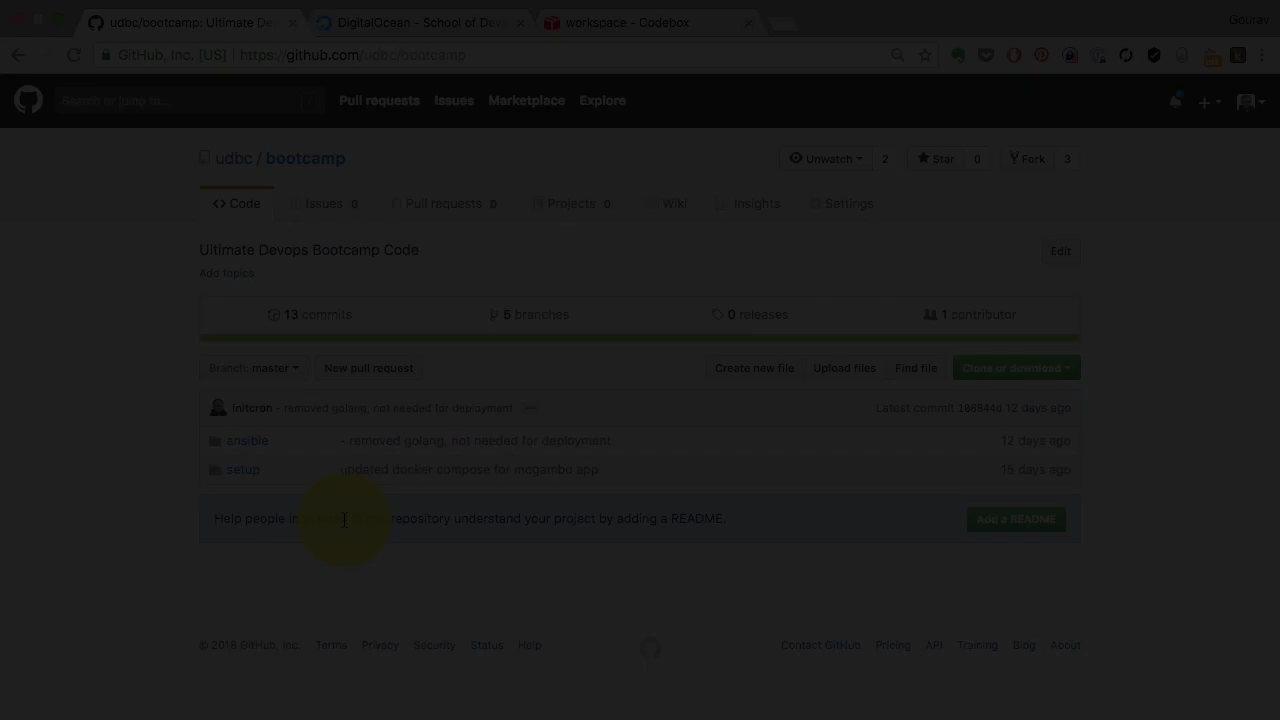 udbc/bootcamp: Ultimate De
DigitalOcean - School of Dev
workspace - Codebox
Gourav
GitHub, Inc. [US] https://github.com/udbc/bootcamp
Search or jump to... /
Pull requests Issues Marketplace Explore
udbc / bootcamp
Unwatch 2 Star 0 Fork 3
Code Issues 0 Pull requests 0 Projects 0 Wiki Insights Settings
Ultimate Devops Bootcamp Code
Edit
Add topics
13 commits 5 branches 0 releases 1 contributor
Branch: master New pull request Create new file Upload files Find file Clone or download
initcron - removed golang, not needed for deployment Latest commit 12 days ago
ansible - removed golang, not needed for deployment 12 days ago
setup updated docker compose for mogambo app 15 days ago
Help people repository understand your project by adding a README. Add a README
© 2018 GitHub, Inc. Terms Privacy Security Status Help Contact GitHub Pricing API Training Blog About